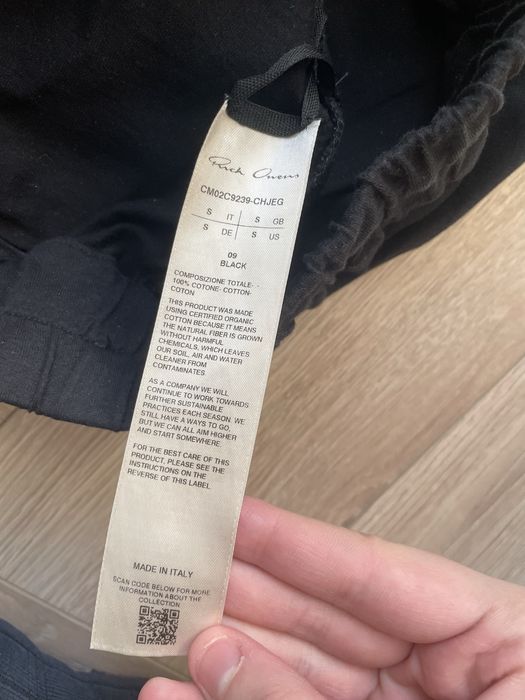 Rick Owens
CM02C9239-CHJEG
S IT S GB
S DE S US
09
BLACK
COMPOSIZIONE TOTALE- -
100% COTONE- COTTON-
COTON
THIS PRODUCT WAS MADE
USING CERTIFIED ORGANIC
COTTON BECAUSE IT MEANS
THE NATURAL FIBER IS GROWN
WITHOUT HARMFUL
CHEMICALS, WHICH LEAVES
OUR SOIL, AIR AND WATER
CLEANER FROM
CONTAMINATES.
AS A COMPANY WE WILL
CONTINUE TO WORK TOWARDS
FURTHER SUSTAINABLE
PRACTICES EACH SEASON. WE
STILL HAVE A WAYS TO GO,
BUT WE CAN ALL AIM HIGHER
AND START SOMEWHERE.
FOR THE BEST CARE OF THIS
PRODUCT, PLEASE SEE THE
INSTRUCTIONS ON THE
REVERSE OF THIS LABEL
MADE IN ITALY
SCAN CODE BELOW FOR MORE
INFORMATION ABOUT THE
COLLECTION